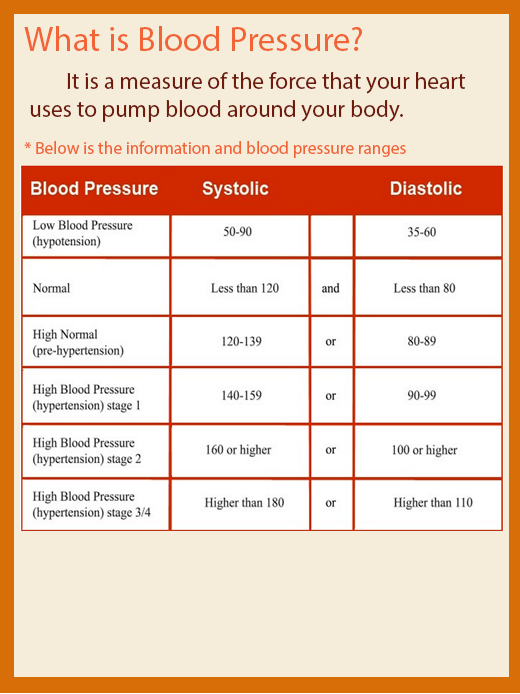 What is Blood Pressure?
It is a measure of the force that your heart
uses to pump blood around your body.
* Below is the information and blood pressure ranges
Blood Pressure Systolic Diastolic
Low Blood Pressure
(hypotension) 50-90 35-60
Normal Less than 120 and Less than 80
High Normal
(pre-hypertension) 120-139 or 80-89
High Blood Pressure
(hypertension) stage 1 140-159 or 90-99
High Blood Pressure
(hypertension) stage 2 160 or higher or 100 or higher
High Blood Pressure
(hypertension) stage 3/4 Higher than 180 or Higher than 110